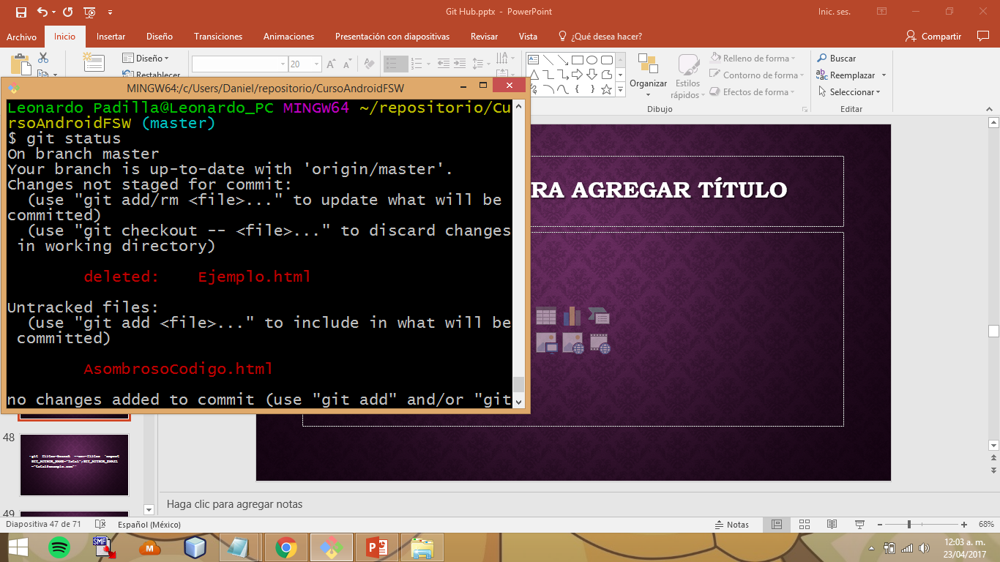 Git Hub.pptx - PowerPoint
Inic. ses.
Archivo Inicio Insertar Diseño Transiciones Animaciones Presentación con diapositivas Revisar Vista ¿Qué desea hacer? Compartir
Diseño
Restablecer
20
Organizar
Estilos rápidos
Relleno de forma
Contorno de forma
Efectos de forma
Dibujo
Buscar
Reemplazar
Seleccionar
Editar
MINGW64:/c/Users/Daniel/repositorio/CursoAndroidFSW
Leonardo Padilla@Leonardo_PC MINGW64 ~/repositorio/Cu
rsoAndroidFSW (master)
$ git status
On branch master
Your branch is up-to-date with 'origin/master'.
Changes not staged for commit:
(use "git add/rm <file>..." to update what will be
committed)
(use "git checkout -- <file>..." to discard changes
in working directory)
deleted: Ejemplo.html
Untracked files:
(use "git add <file>..." to include in what will be
committed)
AsombrosoCodigo.html
no changes added to commit (use "git add" and/or "git
RA AGREGAR TÍTULO
48
49
Haga clic para agregar notas
Diapositiva 47 de 71 Español (México) Notas 68%
12:03 a. m.
23/04/2017